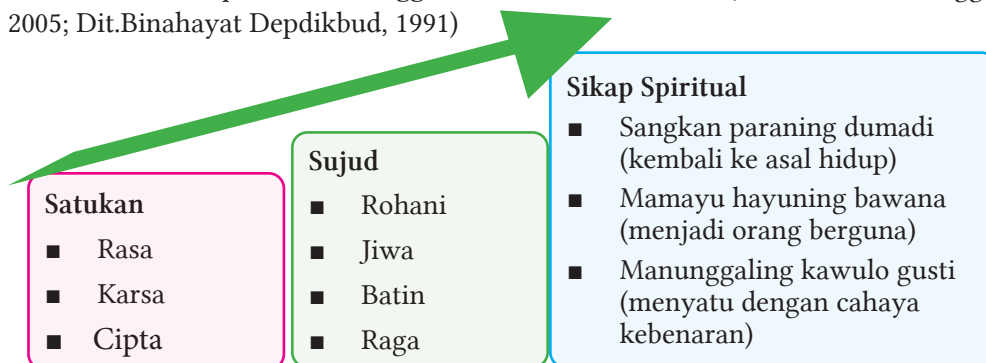 2005; Dit.Binahayat Depdikbud, 1991)
Satukan
■ Rasa
■ Karsa
■ Cipta
Sujud
■ Rohani
■ Jiwa
■ Batin
■ Raga
Sikap Spiritual
■ Sangkan paraning dumadi
(kembali ke asal hidup)
■ Mamayu hayuning bawana
(menjadi orang berguna)
■ Manunggaling kawulo gusti
(menyatu dengan cahaya
kebenaran)